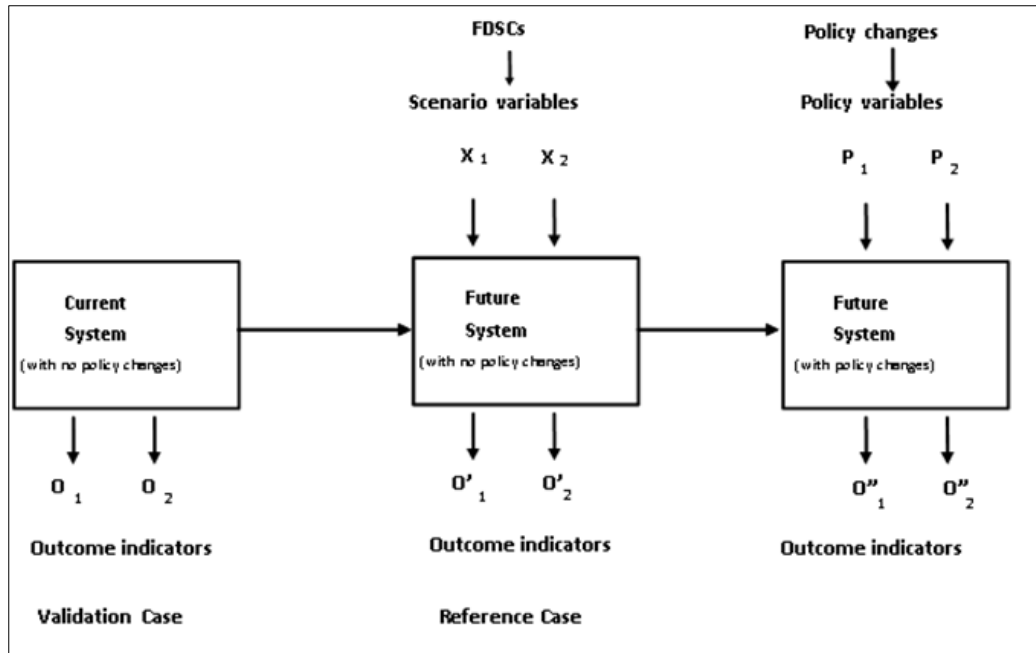 FDSCs
Policy changes
Scenario variables
Policy variables
X 1 X 2
P 1 P 2
Current
System
(with no policy changes)
Future
System
(with no policy changes)
Future
System
(with policy changes)
O 1 O 2
O' 1 O' 2
O" 1 O" 2
Outcome indicators
Outcome indicators
Outcome indicators
Validation Case
Reference Case